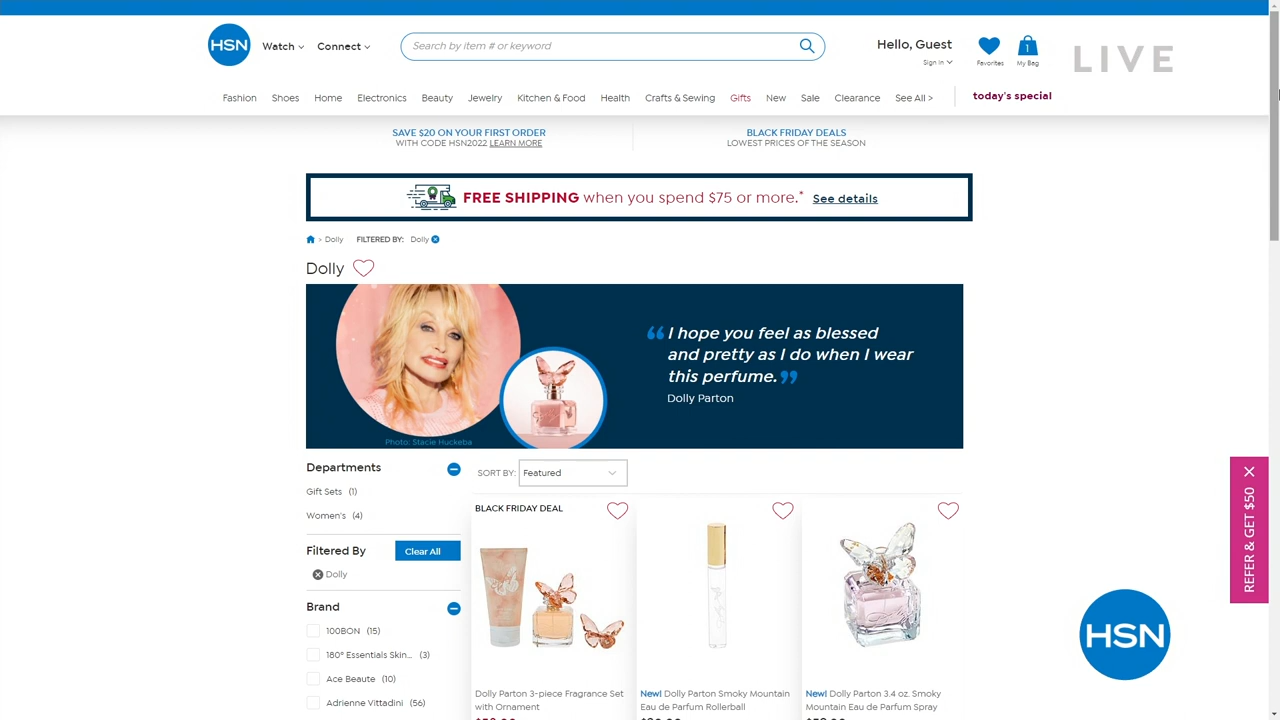 HSN
Watch
Connect
Search by item # or keyword
Hello, Guest
Sign In
Favorites
1
My Bag
LIVE
Fashion
Shoes
Home
Electronics
Beauty
Jewelry
Kitchen & Food
Health
Crafts & Sewing
Gifts
New
Sale
Clearance
See All >
today's special
SAVE $20 ON YOUR FIRST ORDER
WITH CODE HSN2022 LEARN MORE
BLACK FRIDAY DEALS
LOWEST PRICES OF THE SEASON
FREE SHIPPING when you spend $75 or more.* See details
> Dolly FILTERED BY: Dolly
Dolly
“ I hope you feel as blessed
and pretty as I do when I wear
this perfume. ”
Dolly Parton
Photo: Stacie Huckeba
Departments
Gift Sets (1)
Women's (4)
Filtered By
Clear All
Dolly
Brand
100BON (15)
180º Essentials Skin... (3)
Ace Beaute (10)
Adrienne Vittadini (56)
SORT BY: Featured
BLACK FRIDAY DEAL
Dolly Parton 3-piece Fragrance Set
with Ornament
New! Dolly Parton Smoky Mountain
Eau de Parfum Rollerball
New! Dolly Parton 3.4 oz. Smoky
Mountain Eau de Parfum Spray
REFER & GET $50
HSN